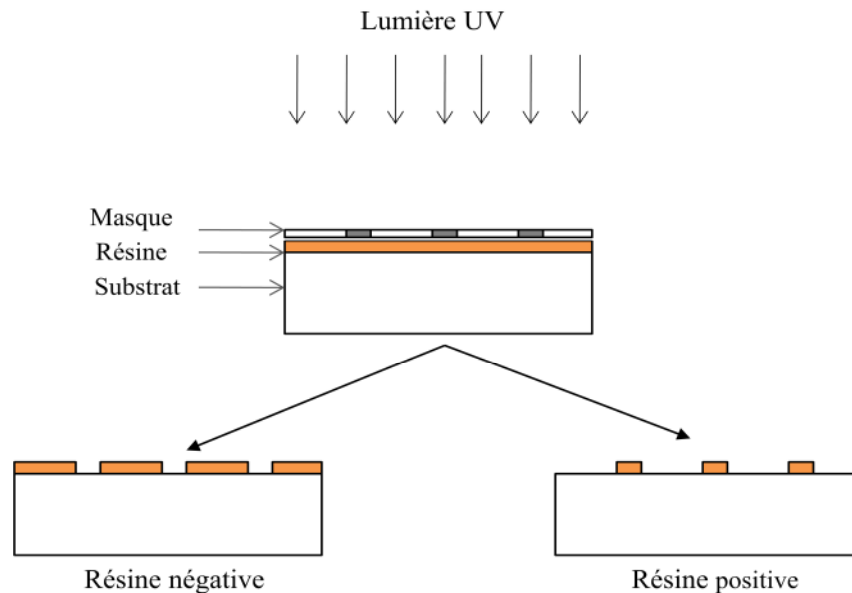 Lumière UV
Masque
Résine
Substrat
Résine négative
Résine positive